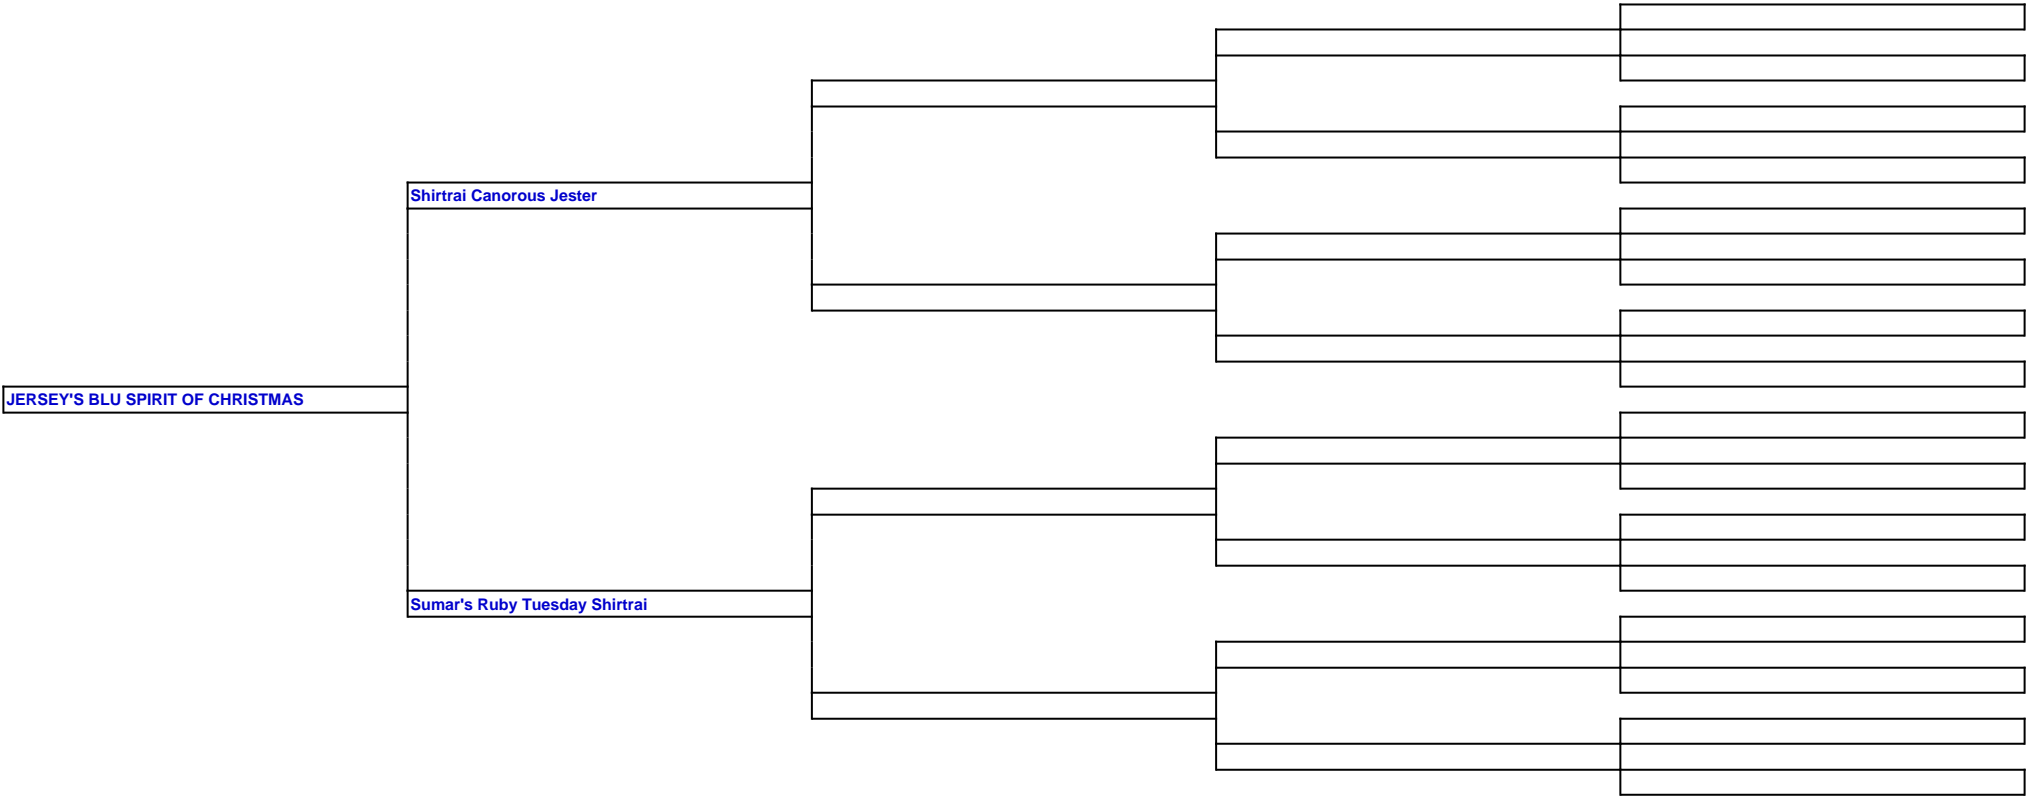 Shirtrai Canorous Jester
JERSEY'S BLU SPIRIT OF CHRISTMAS
Sumar's Ruby Tuesday Shirtrai